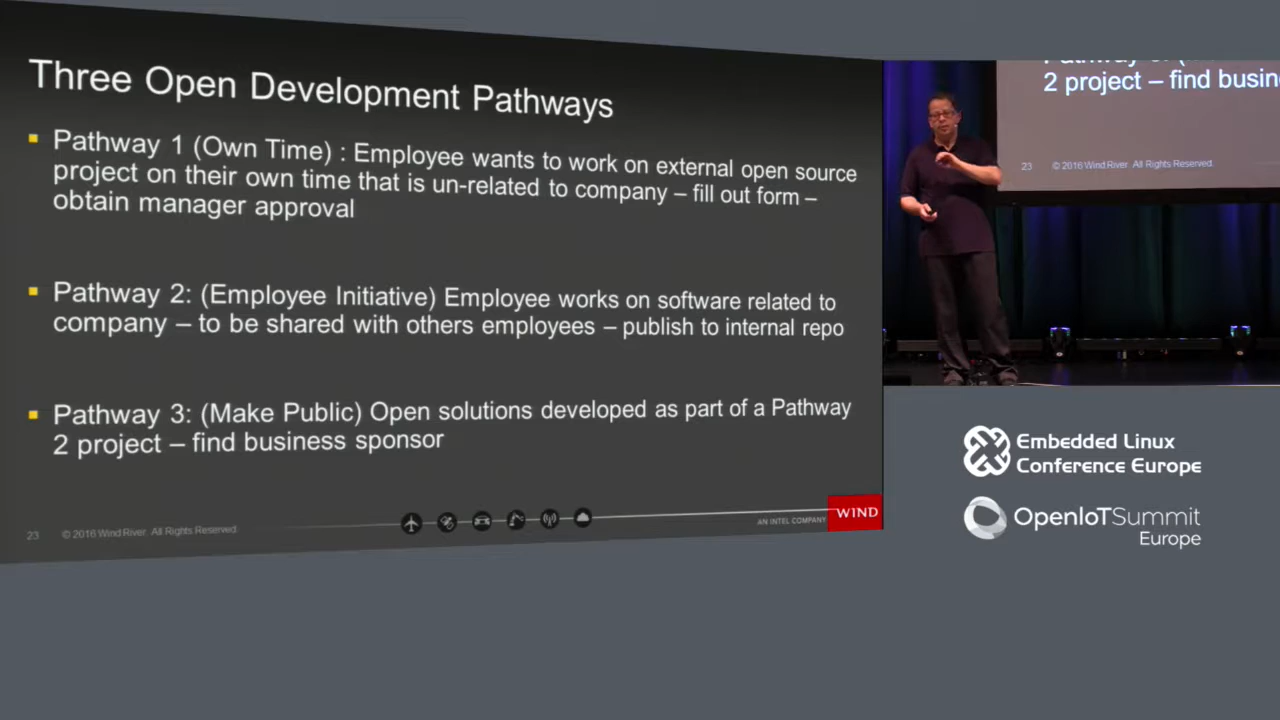 Three Open Development Pathways
Pathway 1 (Own Time) : Employee wants to work on external open source
project on their own time that is un-related to company – fill out form –
obtain manager approval
Pathway 2: (Employee Initiative) Employee works on software related to
company – to be shared with others employees – publish to internal repo
Pathway 3: (Make Public) Open solutions developed as part of a Pathway
2 project – find business sponsor
23 © 2016 Wind River. All Rights Reserved.
AN INTEL COMPANY
WIND
2 project – find busin
23 © 2016 Wind River. All Rights Reserved.
Embedded Linux
Conference Europe
OpenIoTSummit
Europe